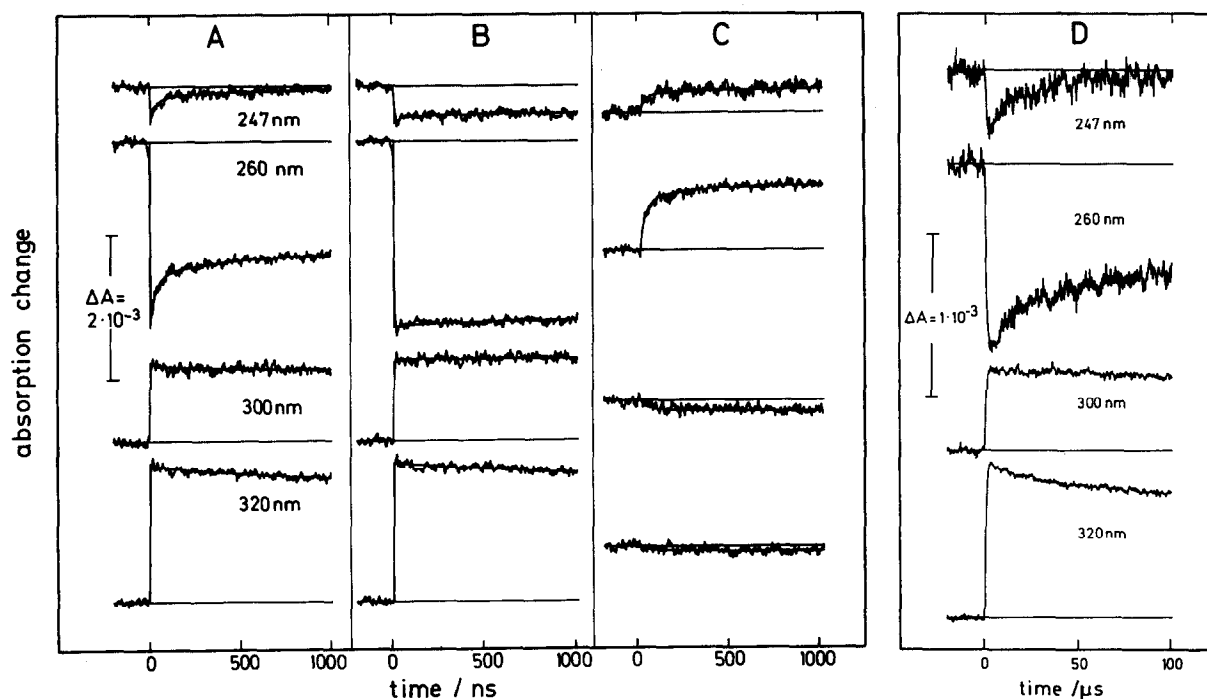 A
B
C
D
247 nm
260 nm
ΔA =
2·10⁻³
300 nm
320 nm
247 nm
260 nm
ΔA = 1·10⁻³
300 nm
320 nm
absorption change
0 500 1000
0 500 1000
0 500 1000
0 50 100
time / ns
time / μs